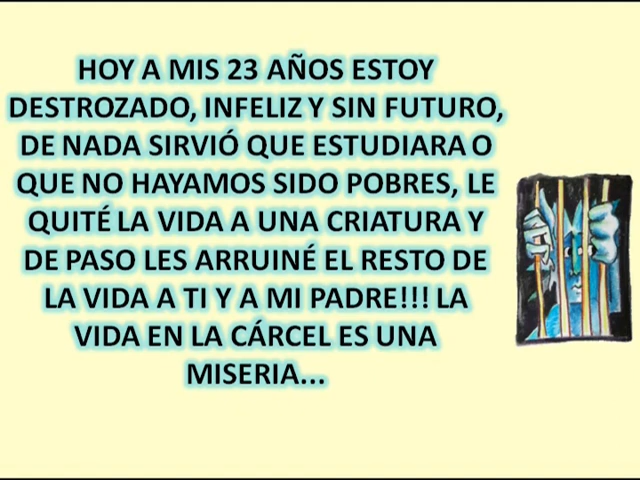 HOY A MIS 23 AÑOS ESTOY
DESTROZADO, INFELIZ Y SIN FUTURO,
DE NADA SIRVIÓ QUE ESTUDIARA O
QUE NO HAYAMOS SIDO POBRES, LE
QUITÉ LA VIDA A UNA CRIATURA Y
DE PASO LES ARRUINÉ EL RESTO DE
LA VIDA A TI Y A MI PADRE!!! LA
VIDA EN LA CÁRCEL ES UNA
MISERIA...